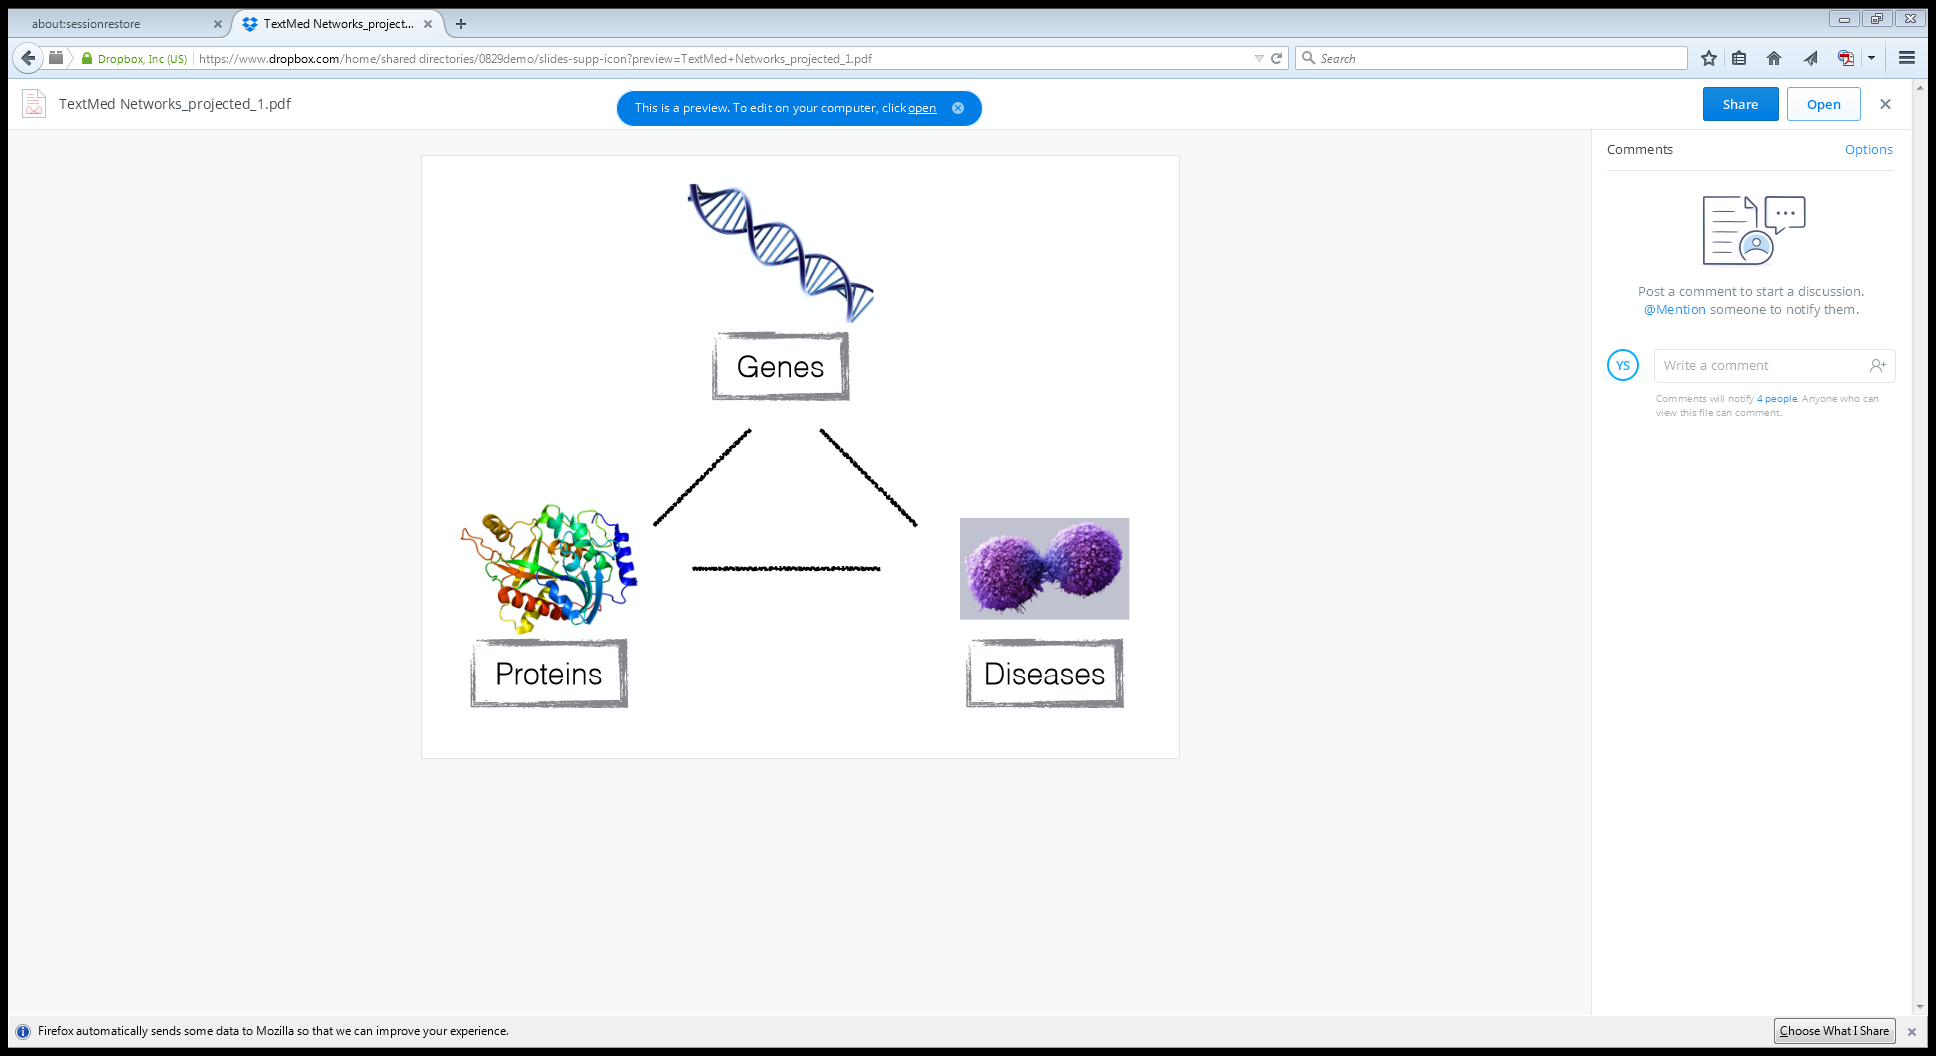 about:sessionrestore
TextMed Networks_project...
Dropbox, Inc (US)
https://www.dropbox.com/home/shared directories/0829demo/slides-supp-icon?preview=TextMed+Networks_projected_1.pdf
Search
TextMed Networks_projected_1.pdf
This is a preview. To edit on your computer, click open
Share
Open
Comments
Options
Genes
Proteins
Diseases
Post a comment to start a discussion.
@Mention someone to notify them.
YS
Write a comment
Comments will notify 4 people. Anyone who can
view this file can comment.
Firefox automatically sends some data to Mozilla so that we can improve your experience.
Choose What I Share